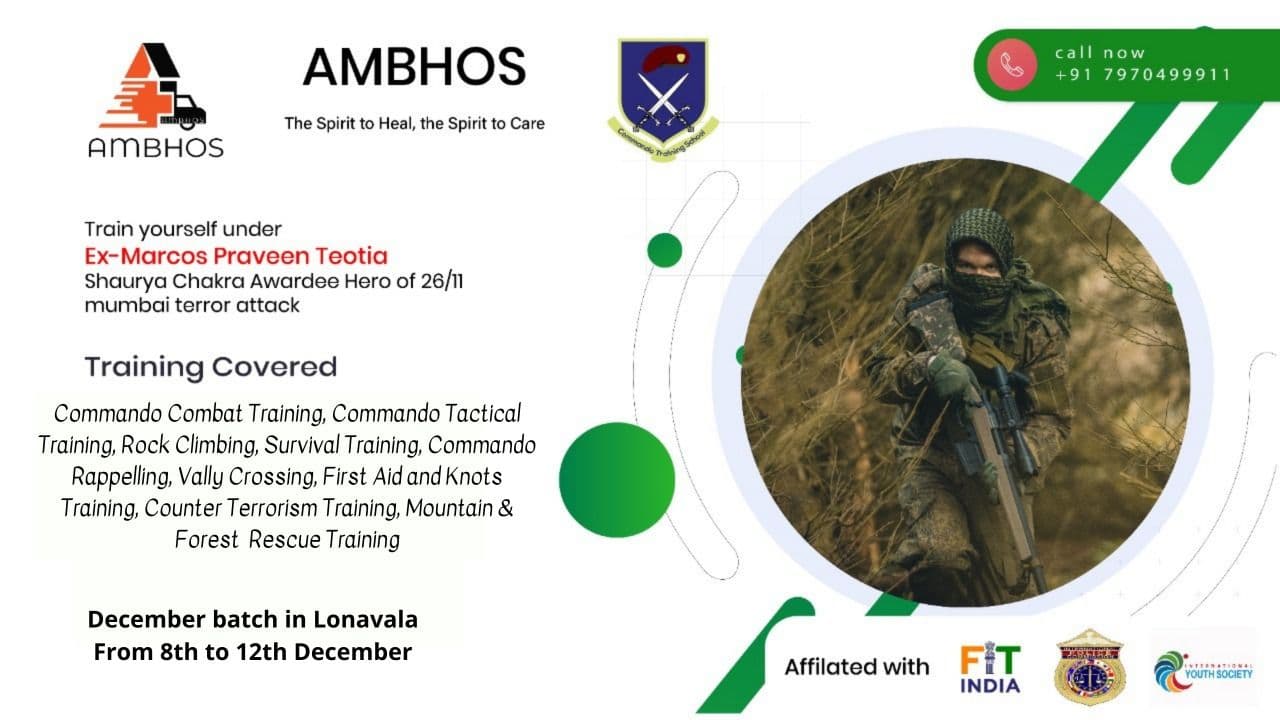 AMBHOS
AMBHOS
AMBHOS
The Spirit to Heal, the Spirit to Care
Commando Training School
call now
+91 7970499911
Train yourself under
Ex-Marcos Praveen Teotia
Shaurya Chakra Awardee Hero of 26/11
mumbai terror attack
Training Covered
Commando Combat Training, Commando Tactical
Training, Rock Climbing, Survival Training, Commando
Rappelling, Vally Crossing, First Aid and Knots
Training, Counter Terrorism Training, Mountain &
Forest Rescue Training
December batch in Lonavala
From 8th to 12th December
Affilated with
FIT
INDIA
INTERNATIONAL
YOUTH SOCIETY